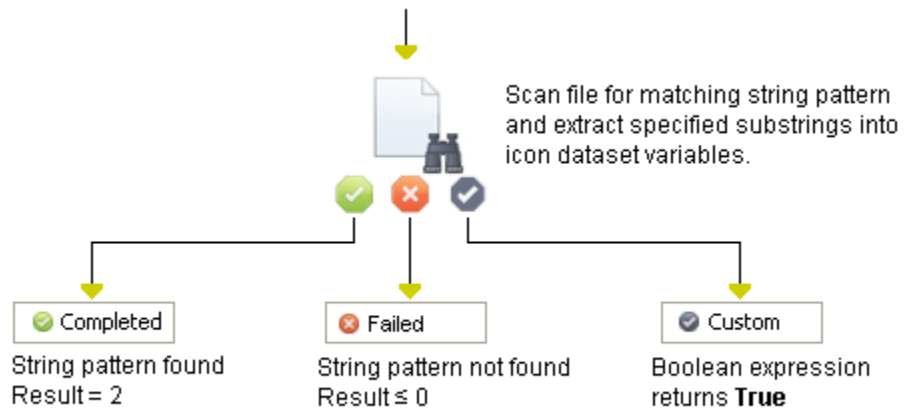 Scan file for matching string pattern
and extract specified substrings into
icon dataset variables.
Completed
String pattern found
Result = 2
Failed
String pattern not found
Result ≤ 0
Custom
Boolean expression
returns True